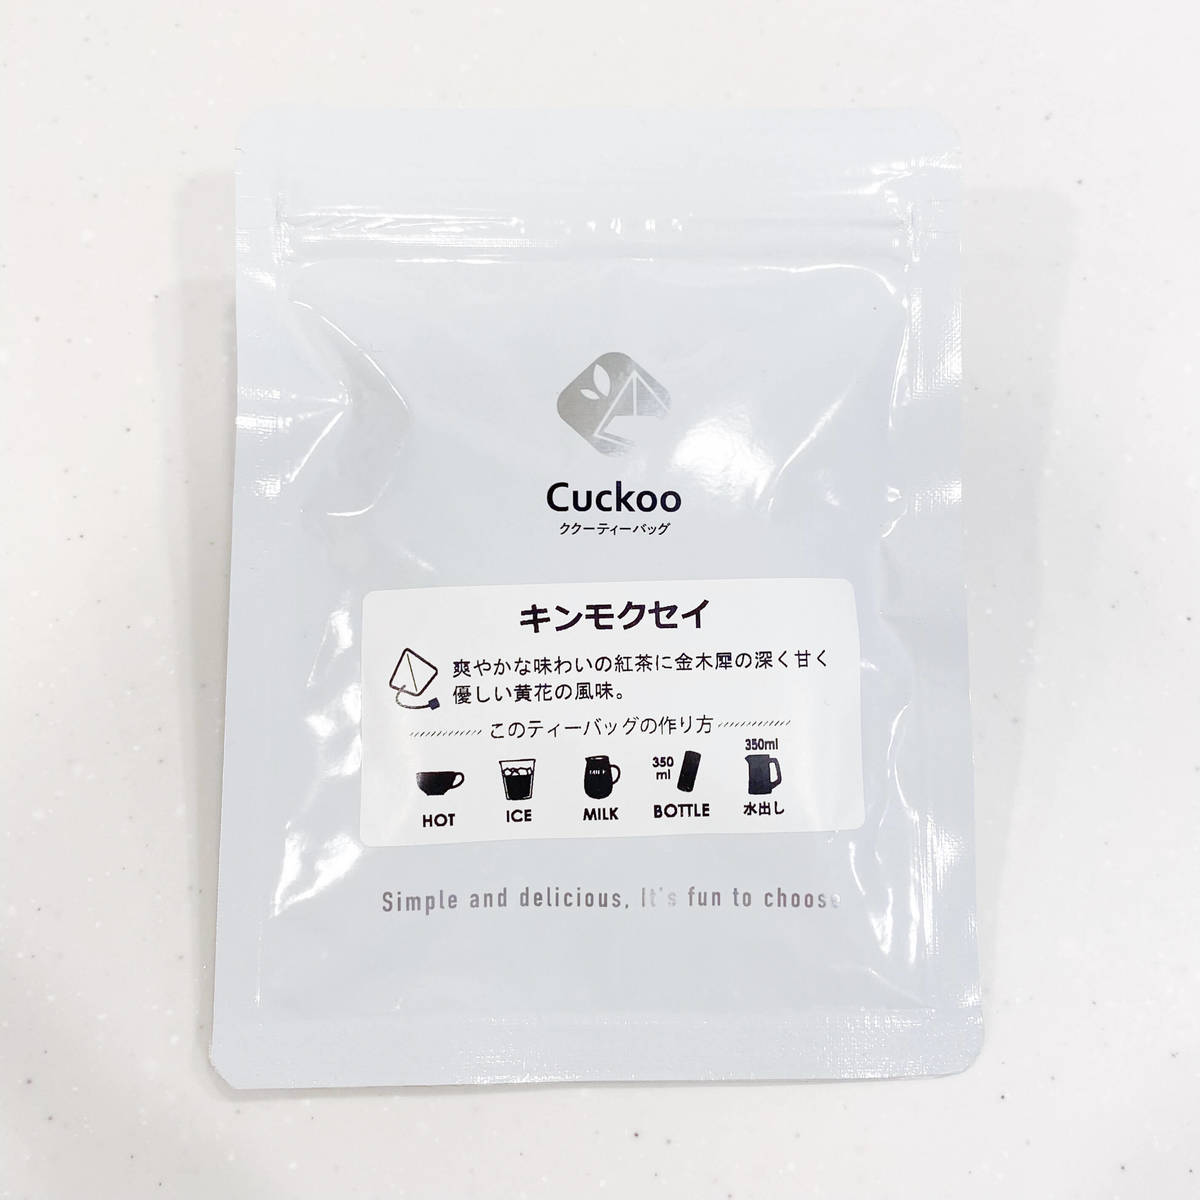 Cuckoo
ククーティーバッグ
キンモクセイ
爽やかな味わいの紅茶に金木犀の深く甘く
優しい黄花の風味。
このティーバッグの作り方
HOT
ICE
MILK
MILK
350 ml
BOTTLE
350ml
水出し
Simple and delicious, It's fun to choose